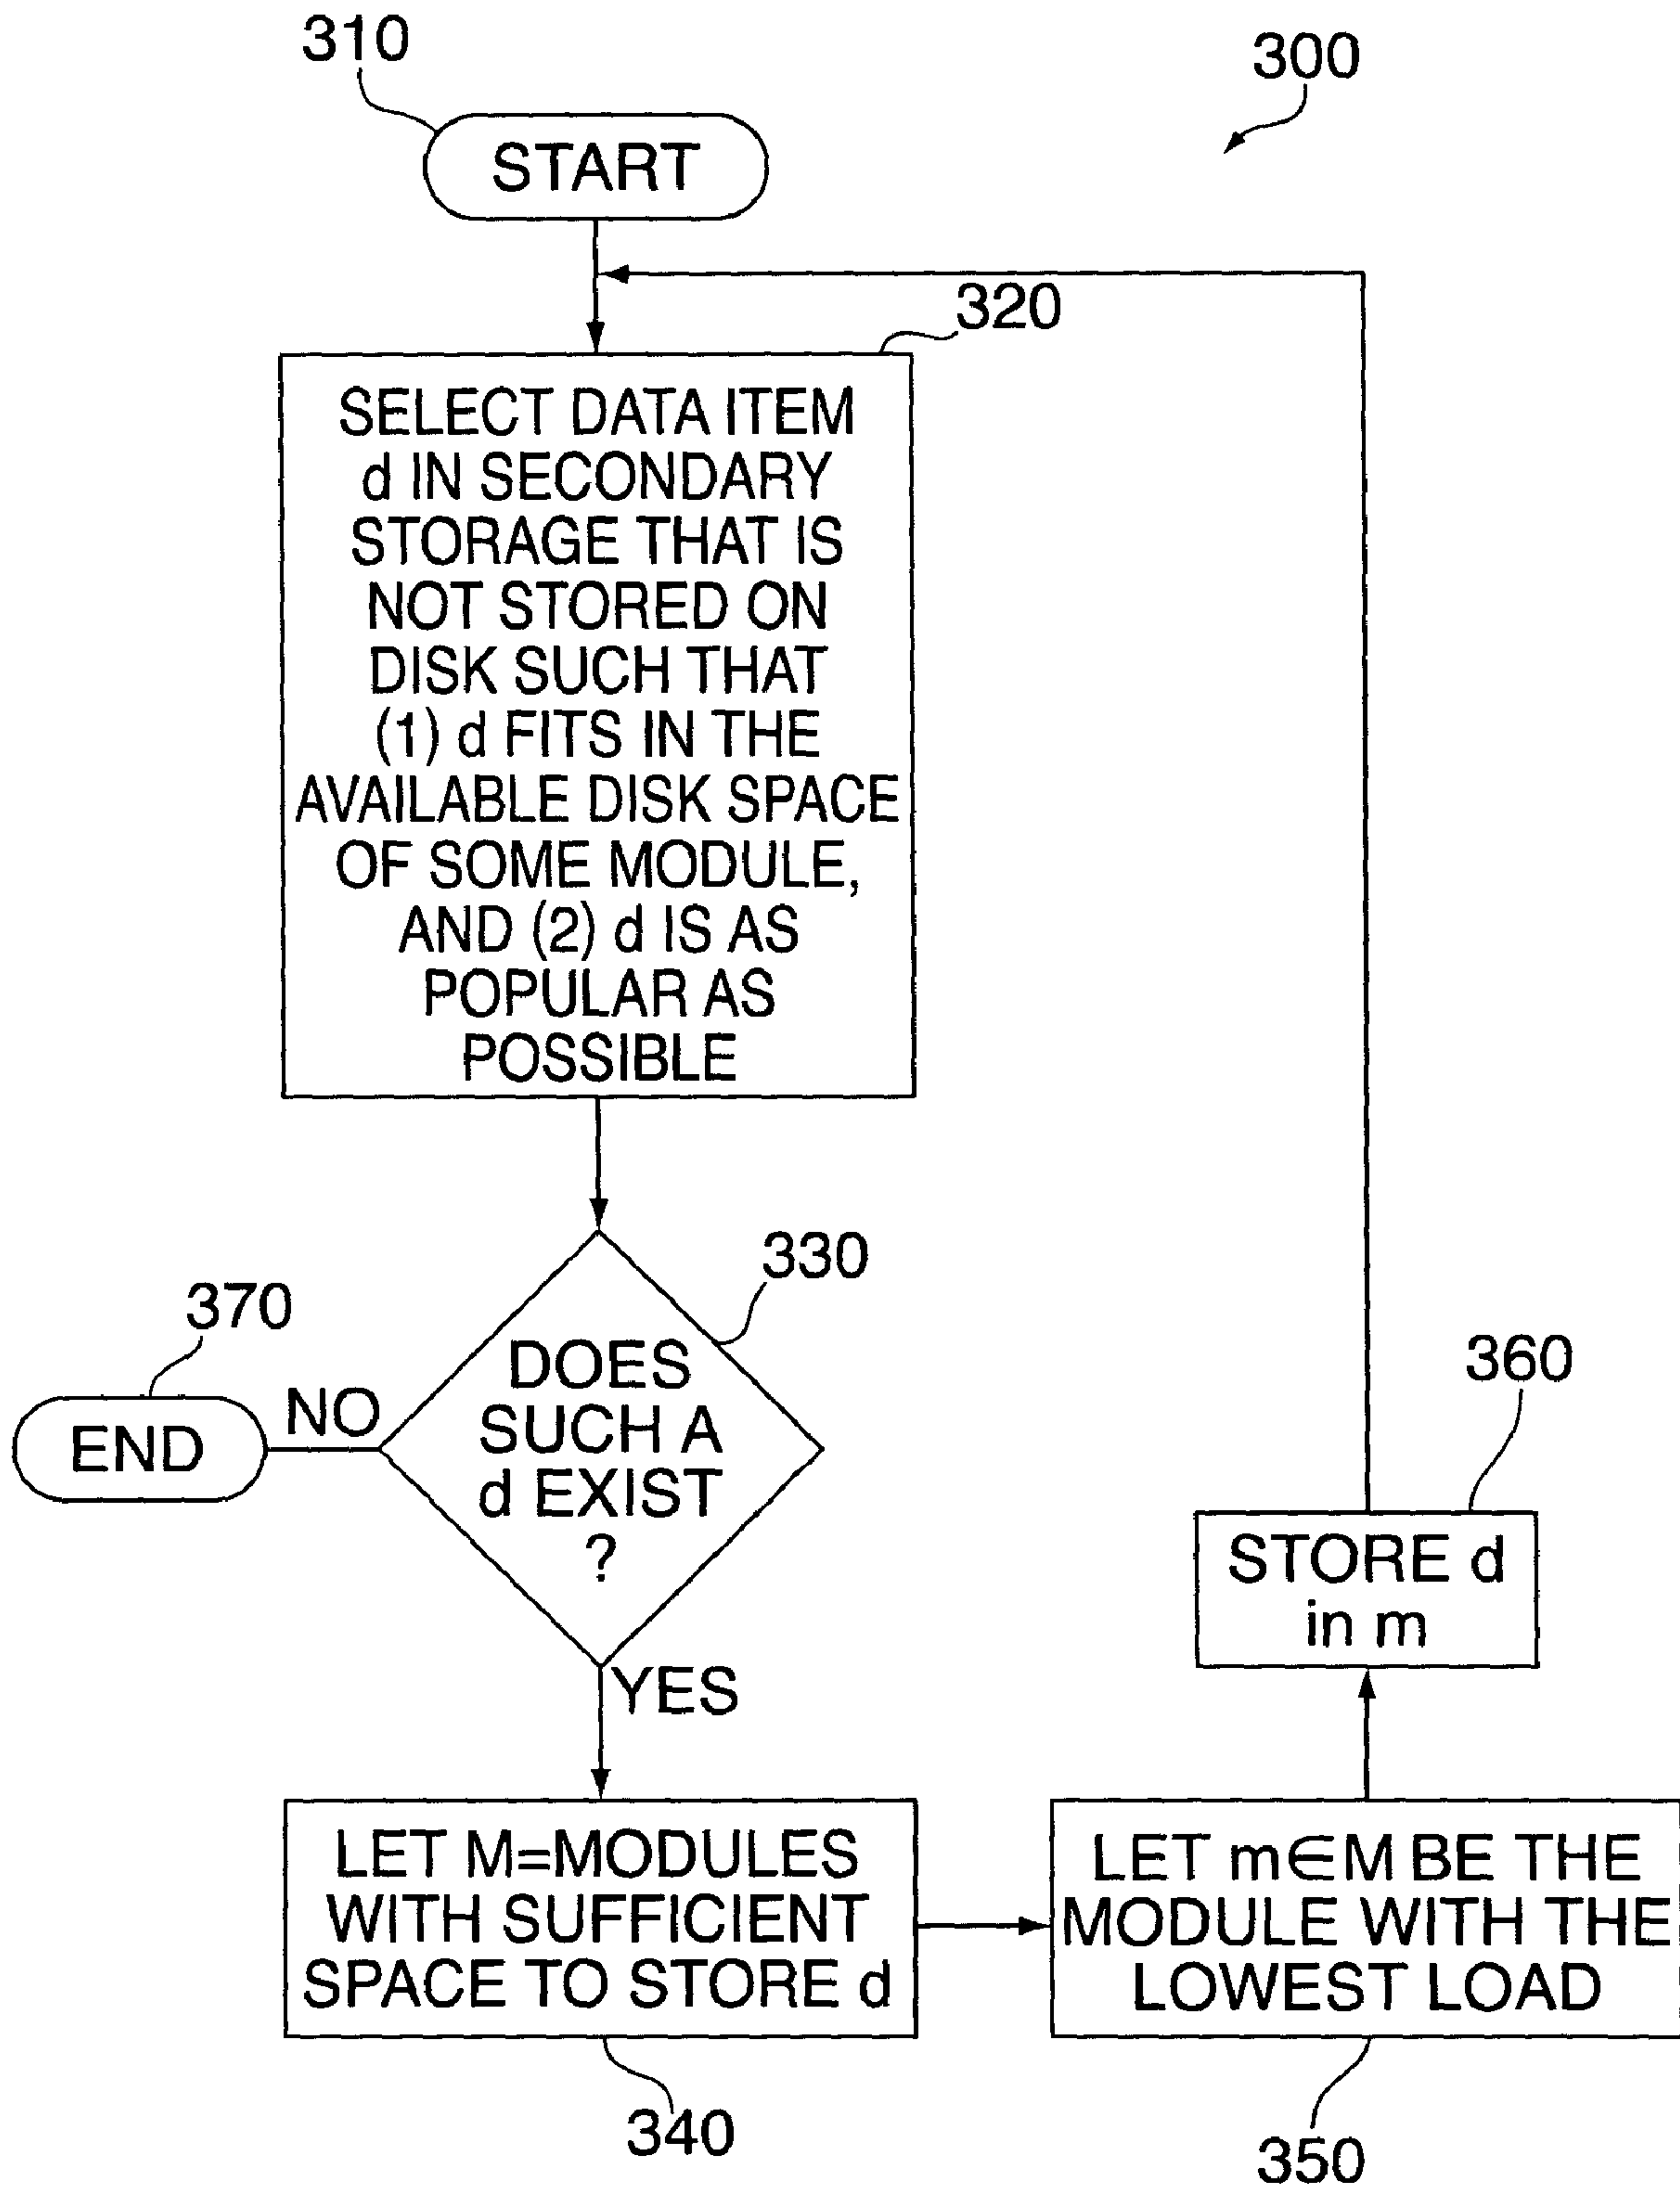 310
300
START
320
SELECT DATA ITEM
d IN SECONDARY
STORAGE THAT IS
NOT STORED ON
DISK SUCH THAT
(1) d FITS IN THE
AVAILABLE DISK SPACE
OF SOME MODULE,
AND (2) d IS AS
POPULAR AS
POSSIBLE
330
370
DOES
SUCH A
d EXIST
?
NO
END
360
STORE d
in m
YES
LET M=MODULES
WITH SUFFICIENT
SPACE TO STORE d
LET m∈M BE THE
MODULE WITH THE
LOWEST LOAD
340
350